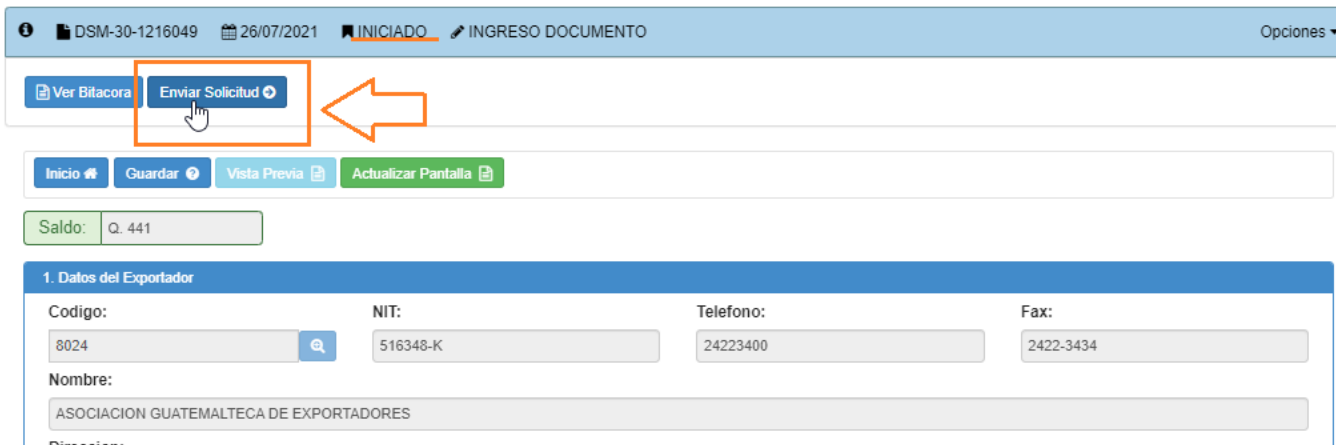 DSM-30-1216049 26/07/2021 INICIADO INGRESO DOCUMENTO Opciones
Ver Bitacora Enviar Solicitud
Inicio Guardar Vista Previa Actualizar Pantalla
Saldo: Q. 441
1. Datos del Exportador
Codigo: NIT: Telefono: Fax:
8024 516348-K 24223400 2422-3434
Nombre:
ASOCIACION GUATEMALTECA DE EXPORTADORES